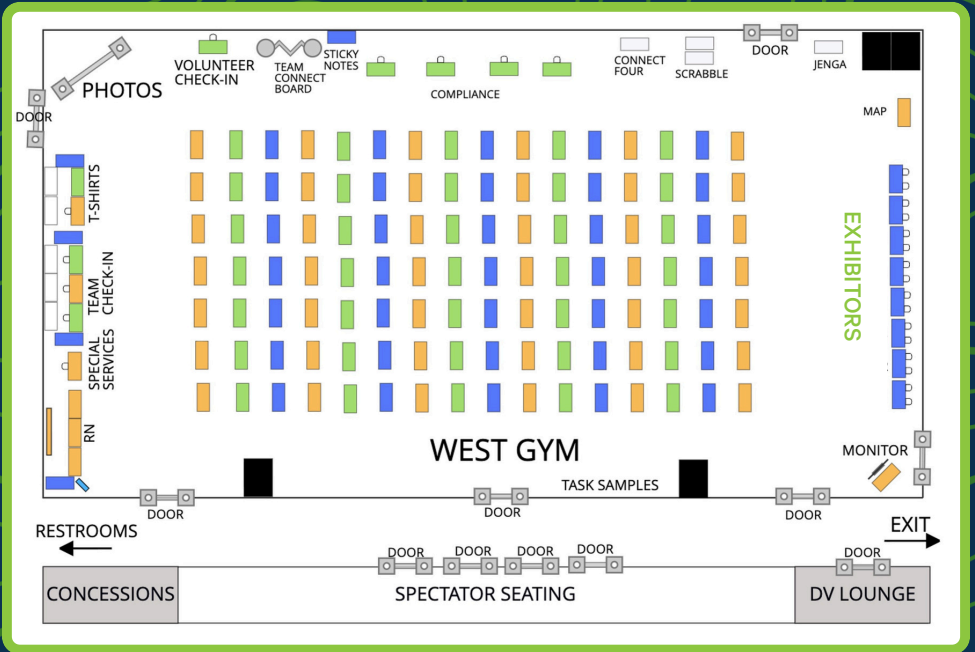 DOOR
VOLUNTEER
CHECK-IN
TEAM
CONNECT
BOARD
STICKY
NOTES
COMPLIANCE
CONNECT
FOUR
SCRABBLE
DOOR
JENGA
PHOTOS
MAP
T-SHIRTS
TEAM
CHECK-IN
SPECIAL
SERVICES
RN
EXHIBITORS
WEST GYM
MONITOR
TASK SAMPLES
DOOR
DOOR
DOOR
RESTROOMS
EXIT
DOOR
DOOR
DOOR
DOOR
DOOR
CONCESSIONS
SPECTATOR SEATING
DV LOUNGE